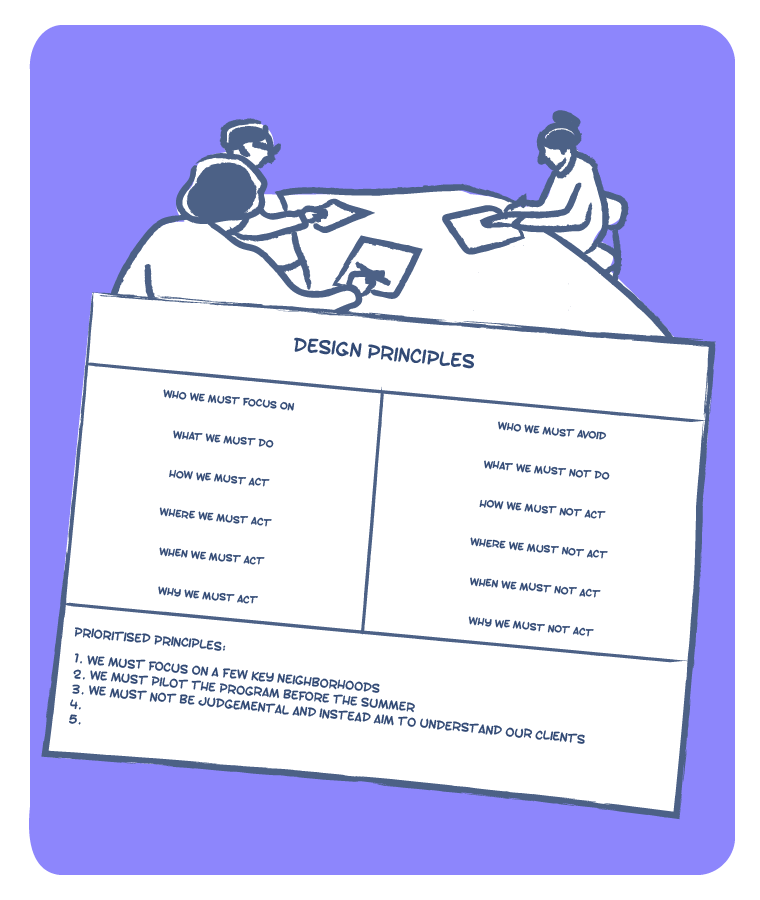 DESIGN PRINCIPLES
WHO WE MUST FOCUS ON
WHAT WE MUST DO
HOW WE MUST ACT
WHERE WE MUST ACT
WHEN WE MUST ACT
WHY WE MUST ACT
WHO WE MUST AVOID
WHAT WE MUST NOT DO
HOW WE MUST NOT ACT
WHERE WE MUST NOT ACT
WHEN WE MUST NOT ACT
WHY WE MUST NOT ACT
PRIORITISED PRINCIPLES:
1. WE MUST FOCUS ON A FEW KEY NEIGHBORHOODS
2. WE MUST PILOT THE PROGRAM BEFORE THE SUMMER
3. WE MUST NOT BE JUDGEMENTAL AND INSTEAD AIM TO UNDERSTAND OUR CLIENTS
4.
5.